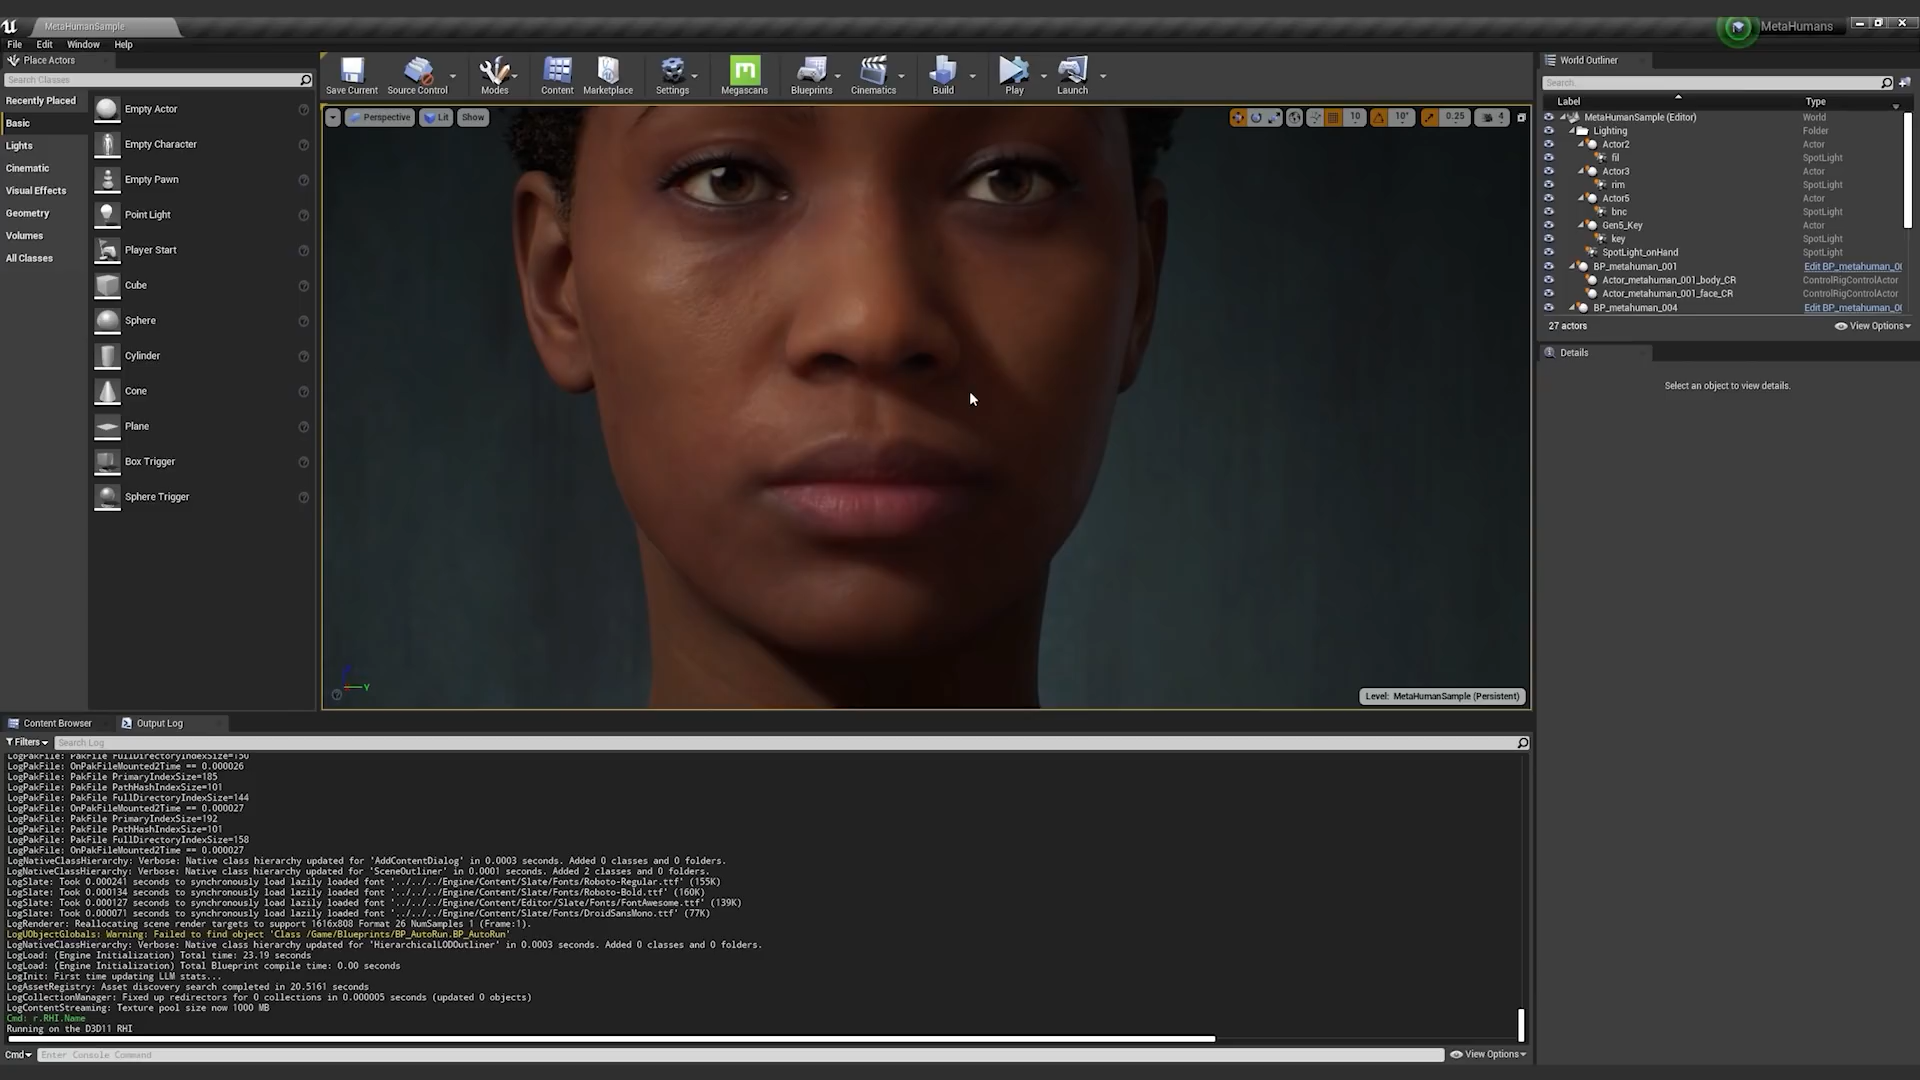 MetaHumanSample
MetaHumans
File Edit Window Help
Place Actors
Search Classes
Recently Placed
Basic
Lights
Cinematic
Visual Effects
Geometry
Volumes
All Classes
Empty Actor
Empty Character
Empty Pawn
Point Light
Player Start
Cube
Sphere
Cylinder
Cone
Plane
Box Trigger
Sphere Trigger
Save Current Source Control Modes Content Marketplace Settings Megascans Blueprints Cinematics Build Play Launch
Perspective Lit Show
10 10° 0.25 4
Y
Level: MetaHumanSample (Persistent)
World Outliner
Search...
Label Type
MetaHumanSample (Editor) World
Lighting Folder
Actor2 Actor
fil SpotLight
Actor3 Actor
rim SpotLight
Actor5 Actor
bnc SpotLight
Gen5_Key Actor
key SpotLight
SpotLight_onHand SpotLight
BP_metahuman_001 Edit BP_metahuman_0(
Actor_metahuman_001_body_CR ControlRigControlActor
Actor_metahuman_001_face_CR ControlRigControlActor
BP_metahuman_004 Edit BP_metahuman_0(
27 actors View Options
Details
Select an object to view details.
Content Browser Output Log
Filters Search Log
LogPakFile: PakFile FullDirectoryIndexSize=150
LogPakFile: OnPakFileMounted2Time == 0.000026
LogPakFile: PakFile PrimaryIndexSize=185
LogPakFile: PakFile PathHashIndexSize=101
LogPakFile: PakFile FullDirectoryIndexSize=144
LogPakFile: OnPakFileMounted2Time == 0.000027
LogPakFile: PakFile PrimaryIndexSize=192
LogPakFile: PakFile PathHashIndexSize=101
LogPakFile: PakFile FullDirectoryIndexSize=158
LogPakFile: OnPakFileMounted2Time == 0.000027
LogNativeClassHierarchy: Verbose: Native class hierarchy updated for 'AddContentDialog' in 0.0003 seconds. Added 0 classes and 0 folders.
LogNativeClassHierarchy: Verbose: Native class hierarchy updated for 'SceneOutliner' in 0.0001 seconds. Added 2 classes and 0 folders.
LogSlate: Took 0.000241 seconds to synchronously load lazily loaded font '../../../Engine/Content/Slate/Fonts/Roboto-Regular.ttf' (155K)
LogSlate: Took 0.000134 seconds to synchronously load lazily loaded font '../../../Engine/Content/Slate/Fonts/Roboto-Bold.ttf' (160K)
LogSlate: Took 0.000127 seconds to synchronously load lazily loaded font '../../../Engine/Content/Editor/Slate/Fonts/FontAwesome.ttf' (139K)
LogSlate: Took 0.000071 seconds to synchronously load lazily loaded font '../../../Engine/Content/Slate/Fonts/DroidSansMono.ttf' (77K)
LogRenderer: Reallocating scene render targets to support 1616x808 Format 26 NumSamples 1 (Frame:1).
LogUObjectGlobals: Warning: Failed to find object 'Class /Game/Blueprints/BP_AutoRun.BP_AutoRun'
LogNativeClassHierarchy: Verbose: Native class hierarchy updated for 'HierarchicalLODOutliner' in 0.0003 seconds. Added 0 classes and 0 folders.
LogLoad: (Engine Initialization) Total time: 23.19 seconds
LogLoad: (Engine Initialization) Total Blueprint compile time: 0.00 seconds
LogInit: First time updating LLM stats...
LogAssetRegistry: Asset discovery search completed in 20.5161 seconds
LogCollectionManager: Fixed up redirectors for 0 collections in 0.000005 seconds (updated 0 objects)
LogContentStreaming: Texture pool size now 1000 MB
Cmd: r.RHI.Name
Running on the D3D11 RHI
Cmd Enter Console Command View Options